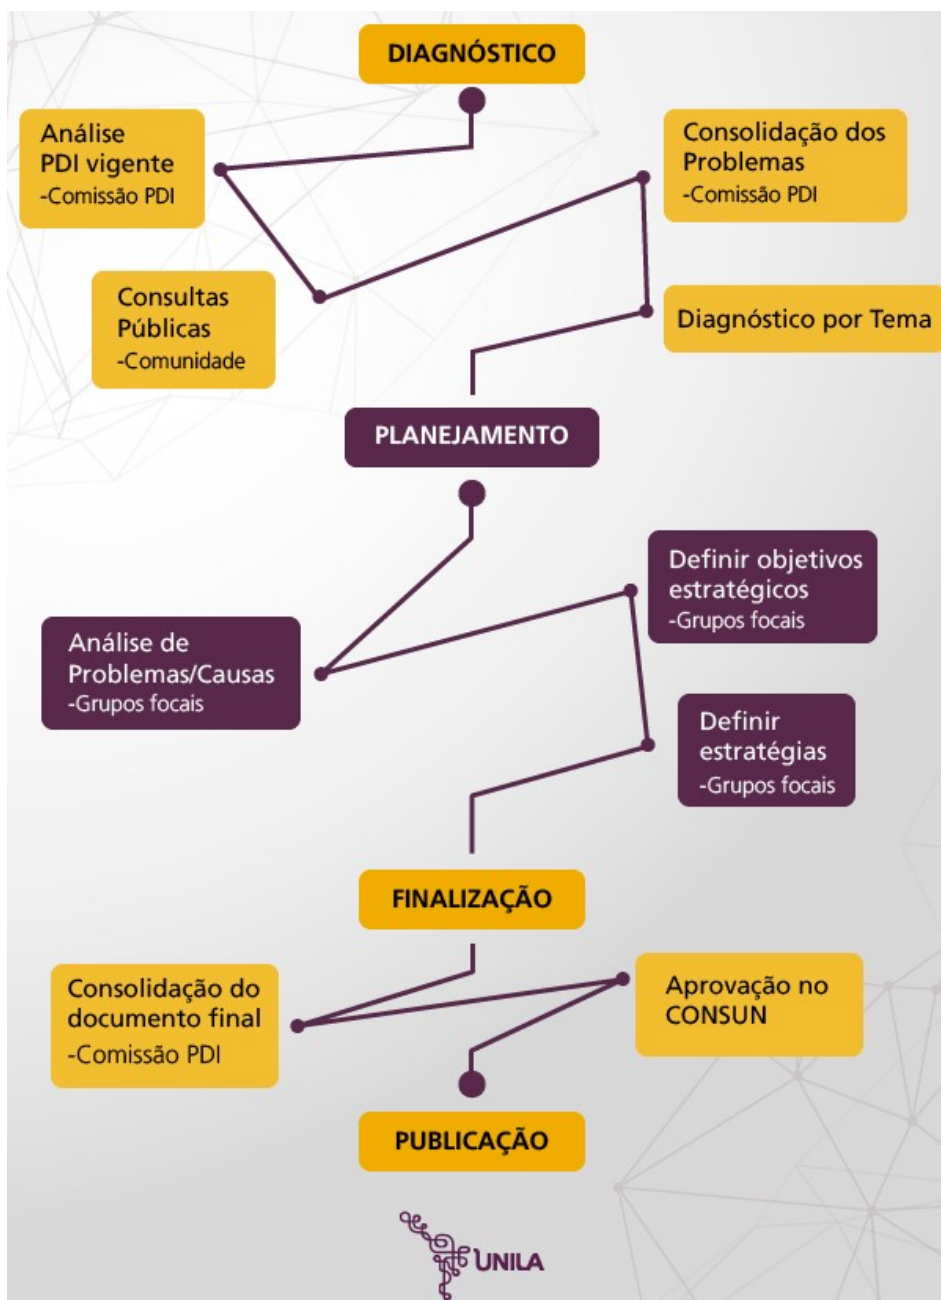 DIAGNÓSTICO
Análise
PDI vigente
-Comissão PDI
Consultas
Públicas
-Comunidade
Consolidação dos
Problemas
-Comissão PDI
Diagnóstico por Tema
PLANEJAMENTO
Análise de
Problemas/Causas
-Grupos focais
Definir objetivos
estratégicos
-Grupos focais
Definir
estratégias
-Grupos focais
FINALIZAÇÃO
Consolidação do
documento final
-Comissão PDI
Aprovação no
CONSUN
PUBLICAÇÃO
UNILA